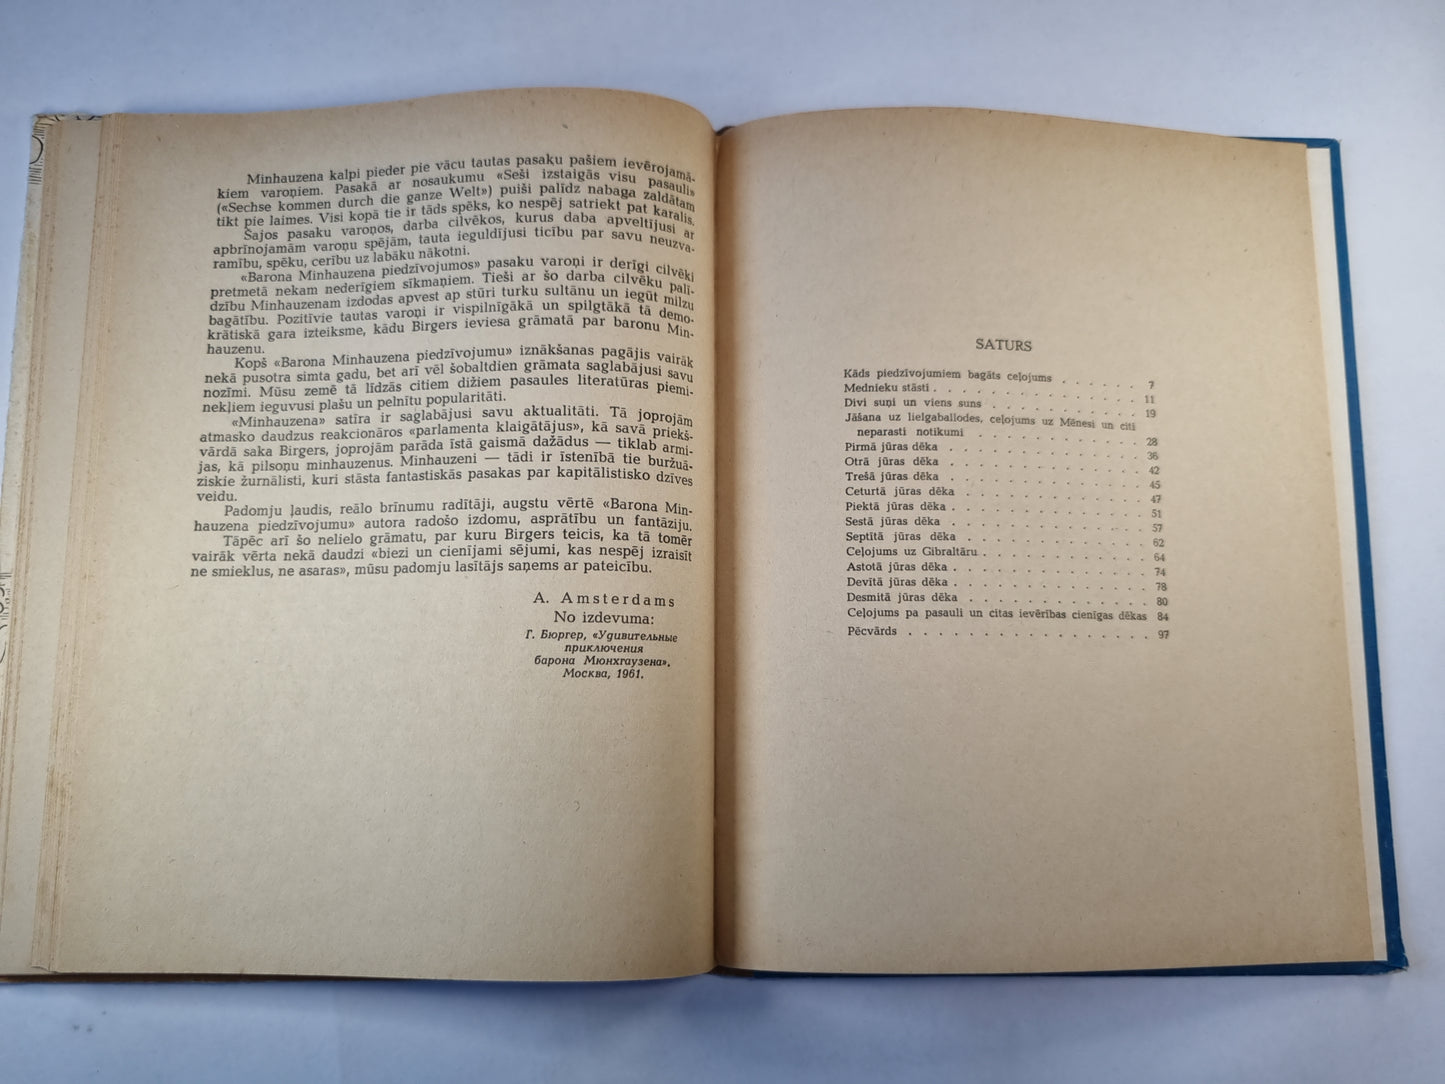 Minhauzena kalpi pieder pie vācu tautas pasaku pašiem ievērojamā-
kiem varoņiem. Pasakā ar nosaukumu «Seši izstaigās visu pasauli»
(«Sechse kommen durch die ganze Welt») puiši palīdz nabaga zaldātam
tikt pie laimes. Visi kopā tie ir tāds spēks, ko nespēj satriekt pat karalis.
Šajos pasaku varoņos, darba cilvēkos, kurus daba apveltījusi ar
apbrīnojamām varoņu spējām, tauta ieguldījusi ticību par savu neuzva-
ramību, spēku, cerību uz labāku nākotni.
«Barona Minhauzena piedzīvojumos» pasaku varoņi ir derīgi cilvēki
pretmetā nekam nederīgiem sīkmaņiem. Tieši ar šo darba cilvēku palī-
dzību Minhauzenam izdodas apvest ap stūri turku sultānu un iegūt milzu
bagātību. Pozitīvie tautas varoņi ir vispilnīgākā un spilgtākā tā demo-
krātiskā gara izteiksme, kādu Birgers ieviesa grāmatā par baronu Min-
hauzenu.
Kopš «Barona Minhauzena piedzīvojumu» iznākšanas pagājis vairāk
nekā pusotra simta gadu, bet arī vēl šobaltdien grāmata saglabājusi savu
nozīmi. Mūsu zemē tā līdzās citiem dižiem pasaules literatūras piemi-
nekļiem ieguvusi plašu un pelnītu popularitāti.
«Minhauzena» satīra ir saglabājusi savu aktualitāti. Tā joprojām
atmasko daudzus reakcionāros «parlamenta klaigātājus», kā savā priekš-
vārdā saka Birgers, joprojām parāda īstā gaismā dažādus — tiklab armi-
jas, kā pilsoņu minhauzenus. Minhauzeni — tādi ir īstenībā tie buržuā-
ziskie žurnālisti, kuri stāsta fantastiskās pasakas par kapitālistisko dzīves
veidu.
Padomju ļaudis, reālo brīnumu radītāji, augstu vērtē «Barona Min-
hauzena piedzīvojumu» autora radošo izdomu, asprātību un fantāziju.
Tāpēc arī šo nelielo grāmatu, par kuru Birgers teicis, ka tā tomēr
vairāk vērta nekā daudzi «biezi un cienījami sējumi, kas nespēj izraisīt
ne smieklus, ne asaras», mūsu padomju lasītājs saņems ar pateicību.
A. Amsterdams
No izdevuma:
Г. Бюргер, «Удивительные
приключения
барона Мюнхгаузена»,
Москва, 1961.
SATURS
Kāds piedzīvojumiem bagāts ceļojums . . . . . . 7
Mednieku stāsti . . . . . . . . . . . . 11
Divi suņi un viens suns . . . . . . . . . 19
Jāšana uz lielgaballodes, ceļojums uz Mēnesi un citi
neparasti notikumi . . . . . . . . . . 28
Pirmā jūras dēka . . . . . . . . . . . 36
Otrā jūras dēka . . . . . . . . . . . 42
Trešā jūras dēka . . . . . . . . . . . 45
Ceturtā jūras dēka . . . . . . . . . . 47
Piektā jūras dēka . . . . . . . . . . . 51
Sestā jūras dēka . . . . . . . . . . . 57
Septītā jūras dēka . . . . . . . . . . 62
Ceļojums uz Gibraltāru . . . . . . . . . 64
Astotā jūras dēka . . . . . . . . . . . 74
Devītā jūras dēka . . . . . . . . . . . 78
Desmitā jūras dēka . . . . . . . . . . 80
Ceļojums pa pasauli un citas ievērības cienīgas dēkas 84
Pēcvārds . . . . . . . . . . . . . 97